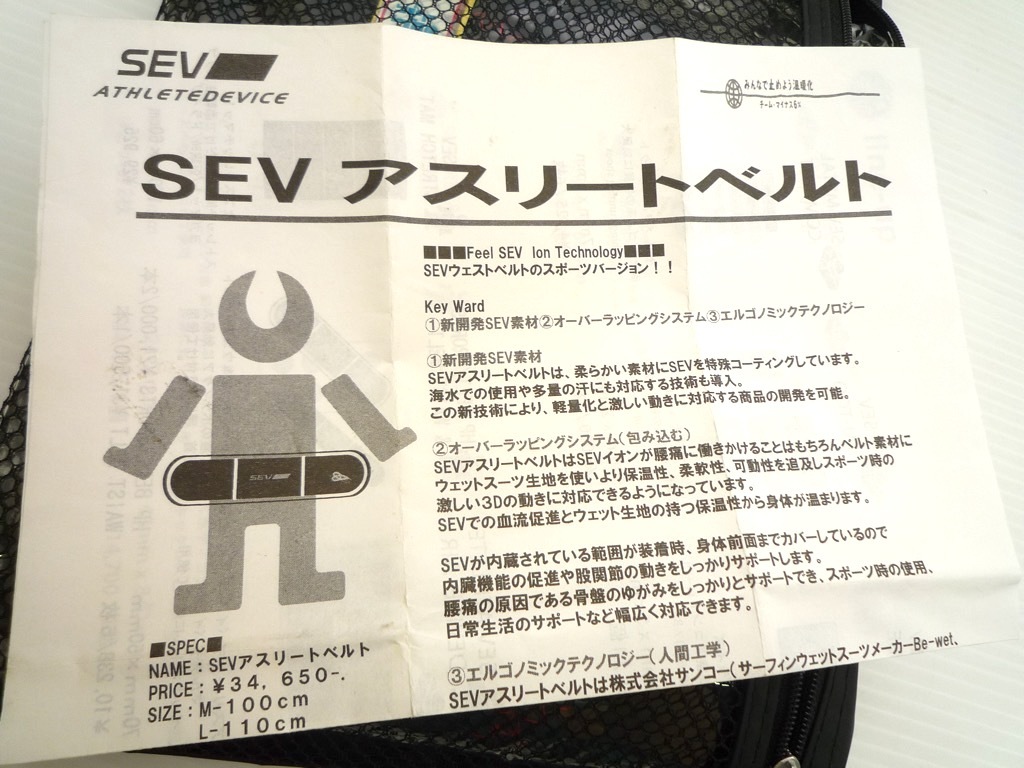 SEV
ATHLETEDEVICE
みんなで止めよう温暖化
チーム・マイナス6%
SEV アスリートベルト
■■■Feel SEV Ion Technology■■■
SEVウェストベルトのスポーツバージョン！！
Key Ward
①新開発SEV素材②オーバーラッピングシステム③エルゴノミックテクノロジー
①新開発SEV素材
SEVアスリートベルトは、柔らかい素材にSEVを特殊コーティングしています。
海水での使用や多量の汗にも対応する技術も導入。
この新技術により、軽量化と激しい動きに対応する商品の開発を可能。
②オーバーラッピングシステム（包み込む）
SEVアスリートベルトはSEVイオンが腰痛に働きかけることはもちろんベルト素材に
ウェットスーツ生地を使いより保温性、柔軟性、可動性を追及しスポーツ時の
激しい３Dの動きに対応できるようになっています。
SEVでの血流促進とウェット生地の持つ保温性から身体が温まります。
SEVが内蔵されている範囲が装着時、身体前面までカバーしているので
内臓機能の促進や股関節の動きをしっかりサポートします。
腰痛の原因である骨盤のゆがみをしっかりとサポートでき、スポーツ時の使用、
日常生活のサポートなど幅広く対応できます。
③エルゴノミックテクノロジー（人間工学）
SEVアスリートベルトは株式会社サンコー（サーフィンウェットスーツメーカーBe-wet、
SEV
■SPEC■
NAME：SEVアスリートベルト
PRICE：￥３４，６５０-．
SIZE：M-１００cm
L-１１０cm